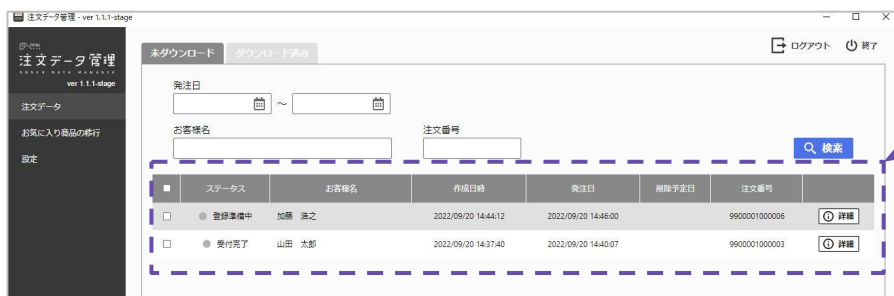 注文データ管理 - ver 1.1.1-stage
注文データ管理
ORDER DATA MANAGER
ver 1.1.1-stage
注文データ
お気に入り商品の移行
設定
未ダウンロード ダウンロード済み
ログアウト 終了
発注日
～
お客様名 注文番号
検索
ステータス お客様名 作成日時 発注日 削除予定日 注文番号
登録準備中 加藤 浩之 2022/09/20 14:44:12 2022/09/20 14:46:00 9900001000006 詳細
受付完了 山田 太郎 2022/09/20 14:37:40 2022/09/20 14:40:07 9900001000003 詳細